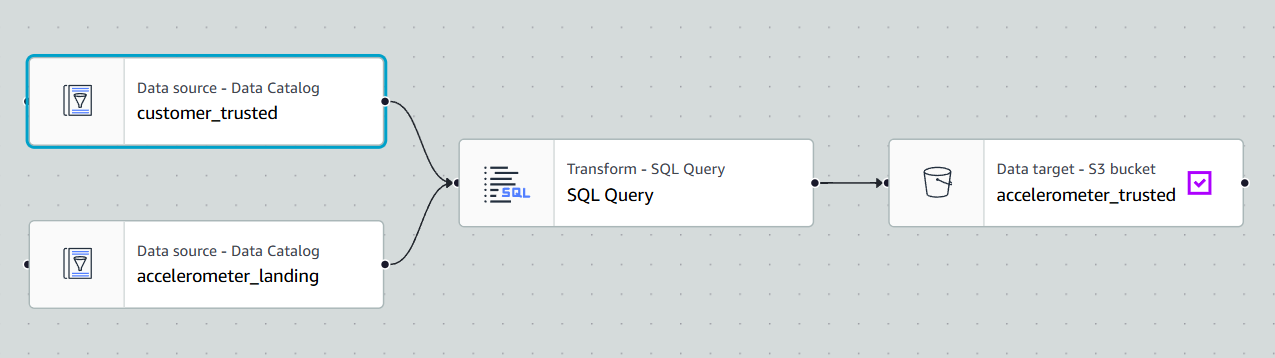 Data source - Data Catalog
customer_trusted
Data source - Data Catalog
accelerometer_landing
Transform - SQL Query
SQL
SQL Query
Data target - S3 bucket
accelerometer_trusted